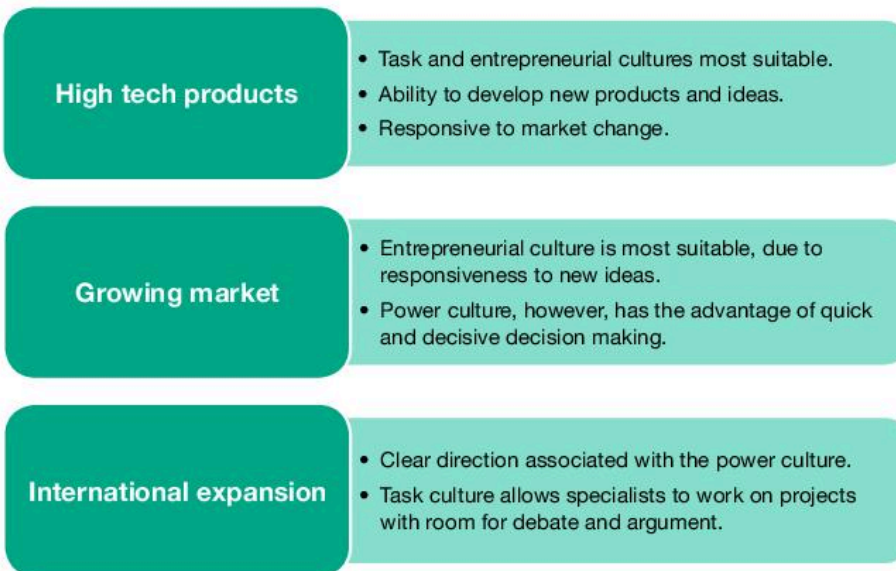 High tech products
• Task and entrepreneurial cultures most suitable.
• Ability to develop new products and ideas.
• Responsive to market change.
Growing market
• Entrepreneurial culture is most suitable, due to
responsiveness to new ideas.
• Power culture, however, has the advantage of quick
and decisive decision making.
International expansion
• Clear direction associated with the power culture.
• Task culture allows specialists to work on projects
with room for debate and argument.